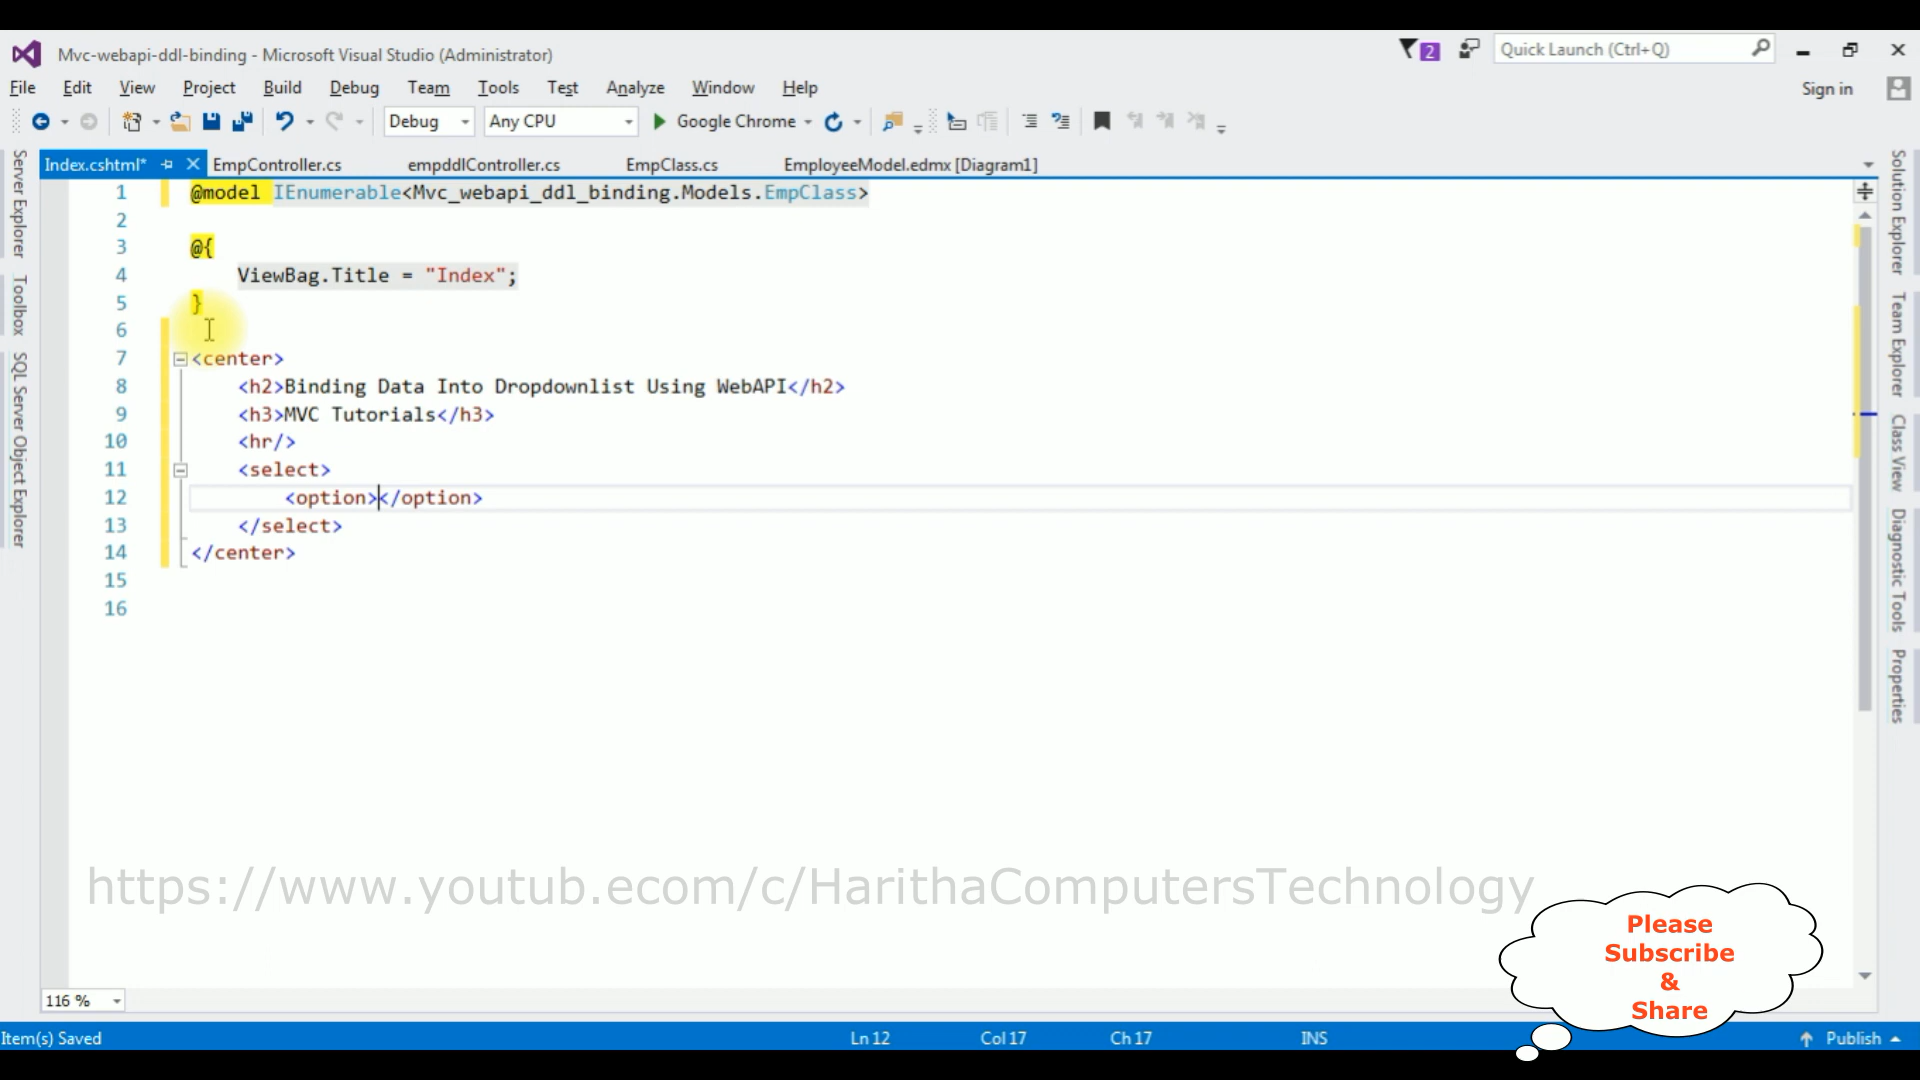 Mvc-webapi-ddl-binding - Microsoft Visual Studio (Administrator)
2
Quick Launch (Ctrl+Q)
File Edit View Project Build Debug Team Tools Test Analyze Window Help
Sign in
Debug
Any CPU
Google Chrome
Index.cshtml*
EmpController.cs
empddlController.cs
EmpClass.cs
EmployeeModel.edmx [Diagram1]
Server Explorer
Toolbox
SQL Server Object Explorer
1 @model IEnumerable<Mvc_webapi_ddl_binding.Models.EmpClass>
2
3 @{
4 ViewBag.Title = "Index";
5 }
6
7 <center>
8 <h2>Binding Data Into Dropdownlist Using WebAPI</h2>
9 <h3>MVC Tutorials</h3>
10 <hr/>
11 <select>
12 <option></option>
13 </select>
14 </center>
15
16
Solution Explorer
Team Explorer
Class View
Diagnostic Tools
Properties
https://www.youtub.ecom/c/HarithaComputersTechnology
Please
Subscribe
&
Share
116 %
Item(s) Saved
Ln 12
Col 17
Ch 17
INS
Publish